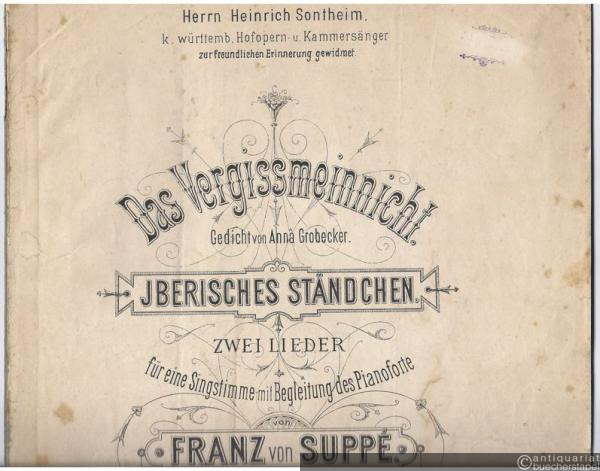 Herrn Heinrich Sontheim,
k. württemb. Hofopern- u. Kammersänger
zur freundlichen Erinnerung gewidmet.
Das Vergissmeinnicht.
Gedicht von Anna Grobecker.
JBERISCHES STÄNDCHEN.
ZWEI LIEDER
für eine Singstimme mit Begleitung des Pianoforte
von
FRANZ von SUPPÉ.
antiquariat
buecherstapel